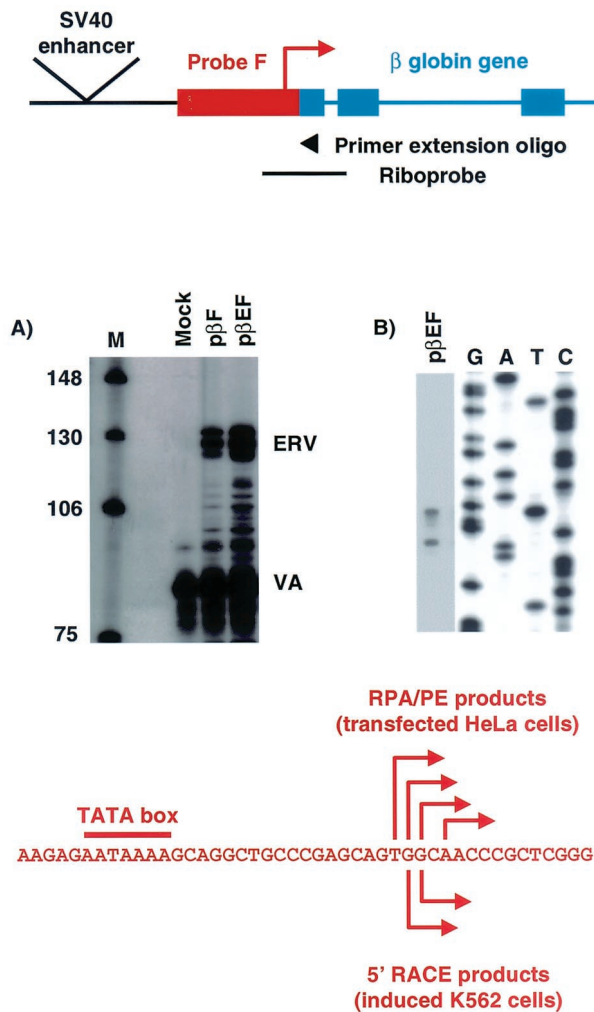 SV40
enhancer
Probe F
β globin gene
Primer extension oligo
Riboprobe
A)
M
Mock
pβF
pβEF
148
130
106
75
ERV
VA
B)
pβEF
G A T C
RPA/PE products
(transfected HeLa cells)
TATA box
AAGAGAATAAAAGCAGGCTGCCCGAGCAGTGGCAACCCGCTCGGG
5' RACE products
(induced K562 cells)